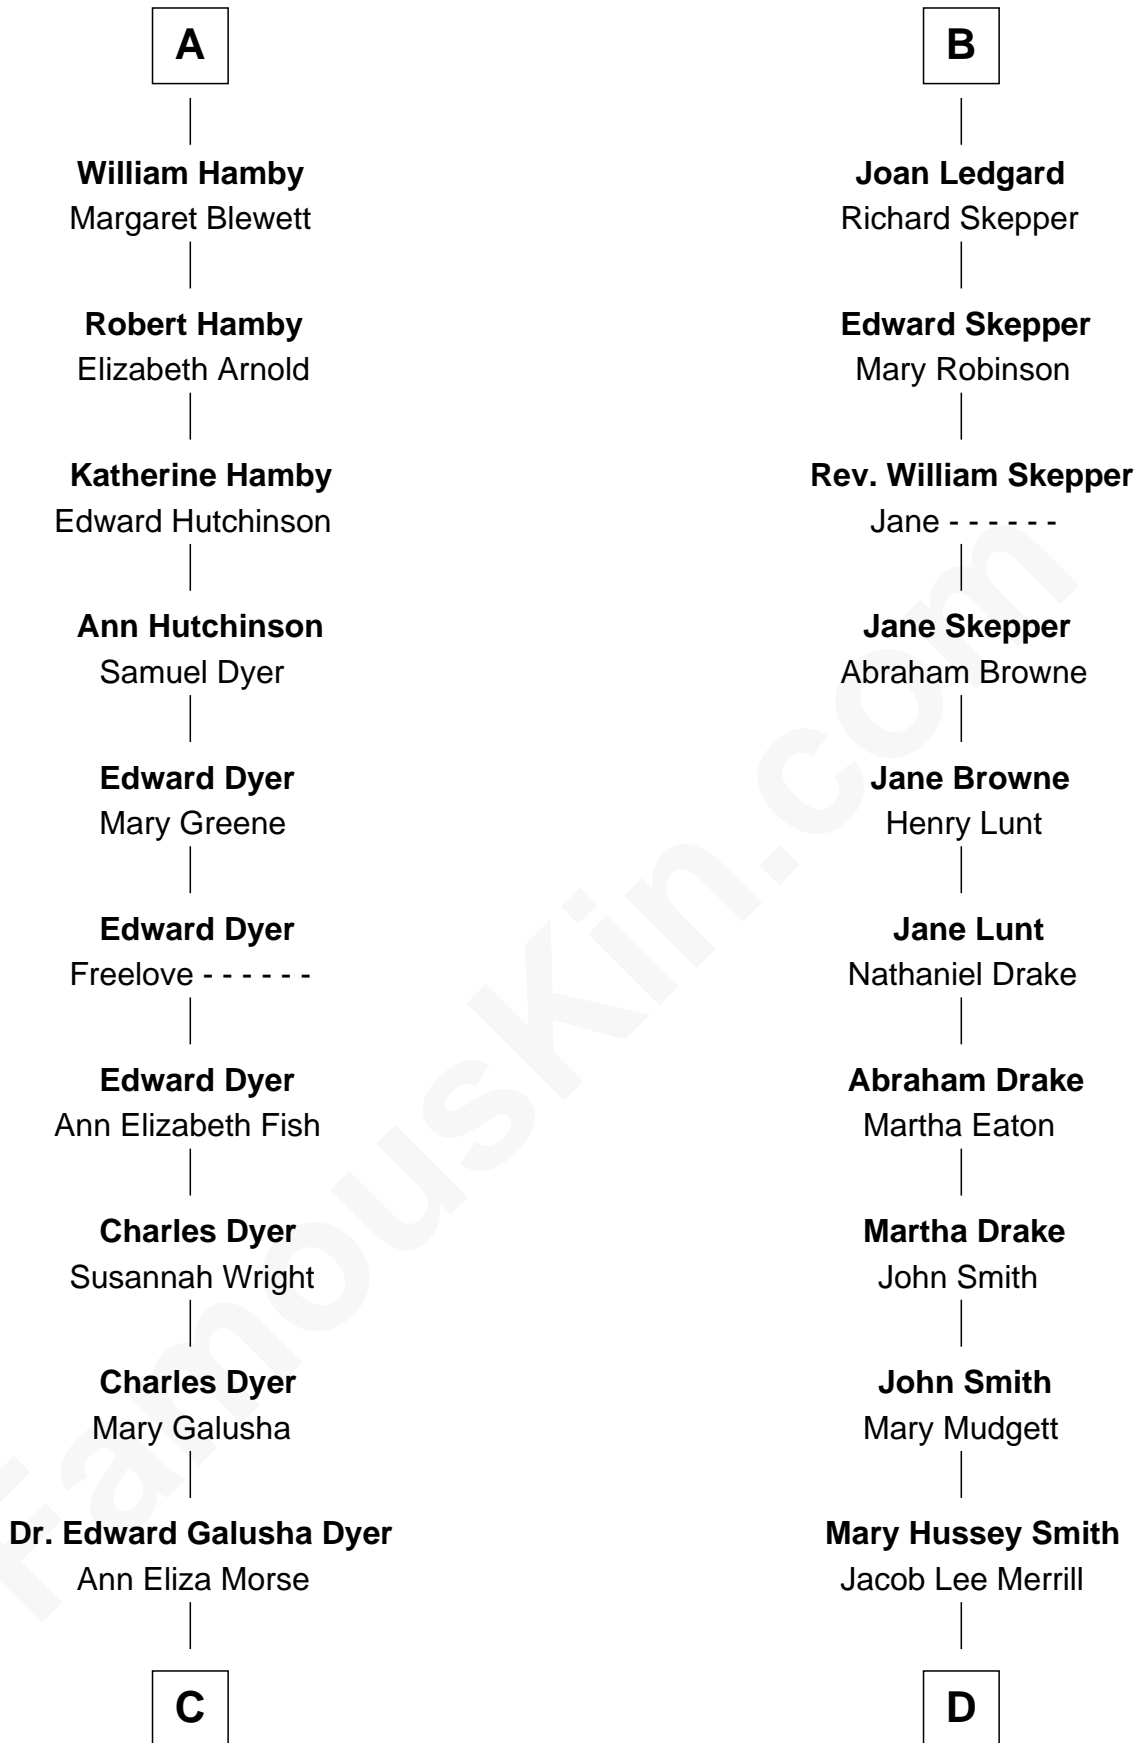 A
William Hamby
Margaret Blewett
Robert Hamby
Elizabeth Arnold
Katherine Hamby
Edward Hutchinson
Ann Hutchinson
Samuel Dyer
Edward Dyer
Mary Greene
Edward Dyer
Freelove - - - - - -
Edward Dyer
Ann Elizabeth Fish
Charles Dyer
Susannah Wright
Charles Dyer
Mary Galusha
Dr. Edward Galusha Dyer
Ann Eliza Morse
C
B
Joan Ledgard
Richard Skepper
Edward Skepper
Mary Robinson
Rev. William Skepper
Jane - - - - - -
Jane Skepper
Abraham Browne
Jane Browne
Henry Lunt
Jane Lunt
Nathaniel Drake
Abraham Drake
Martha Eaton
Martha Drake
John Smith
John Smith
Mary Mudgett
Mary Hussey Smith
Jacob Lee Merrill
D
FamousKin.com